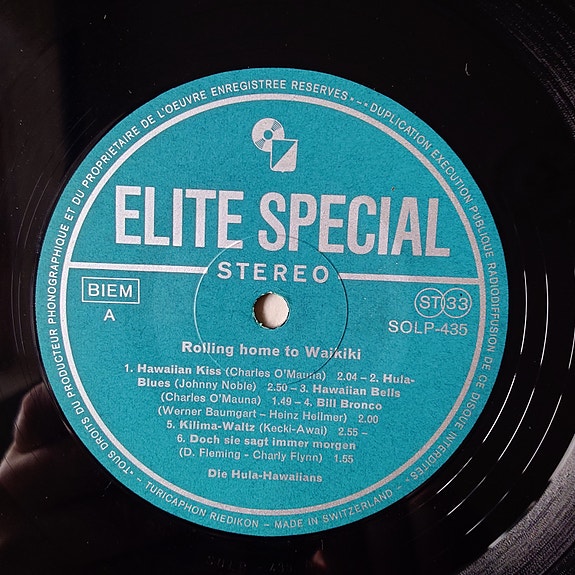 TOUS DROITS DU PRODUCTEUR PHONOGRAPHIQUE ET DU PROPRIETAIRE DE L'OEUVRE ENREGISTREE RESERVES • – • DUPLICATION EXECUTION PUBLIQUE RADIODIFFUSION DE CE DISQUE INTERDITES •
ELITE SPECIAL
STEREO
BIEM
A
ST 33
SOLP-435
Rolling home to Waikiki
1. Hawaiian Kiss (Charles O'Mauna) 2.04 – 2. Hula-
Blues (Johnny Noble) 2.50 – 3. Hawaiian Bells
(Charles O'Mauna) 1.49 – 4. Bill Bronco
(Werner Baumgart – Heinz Hellmer) 2.00
5. Kilima-Waltz (Kecki-Awai) 2.55 –
6. Doch sie sagt immer morgen
(D. Fleming - Charly Flynn) 1.55
Die Hula-Hawaiians
– TURICAPHON RIEDIKON – MADE IN SWITZERLAND –